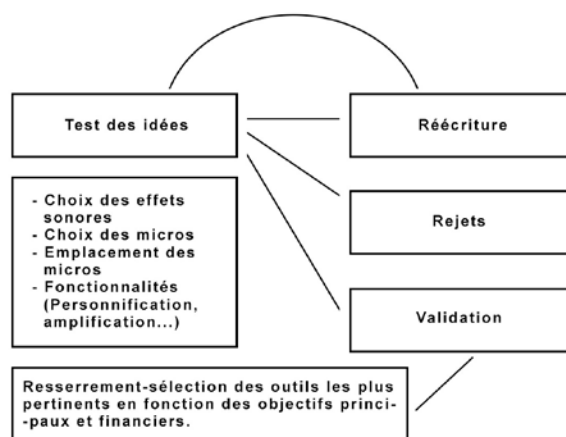 Test des idées
Réécriture
- Choix des effets
sonores
- Choix des micros
- Emplacement des
micros
- Fonctionnalités
(Personnification,
amplification...)
Rejets
Validation
Resserrement-sélection des outils les plus
pertinents en fonction des objectifs princi-
-paux et financiers.